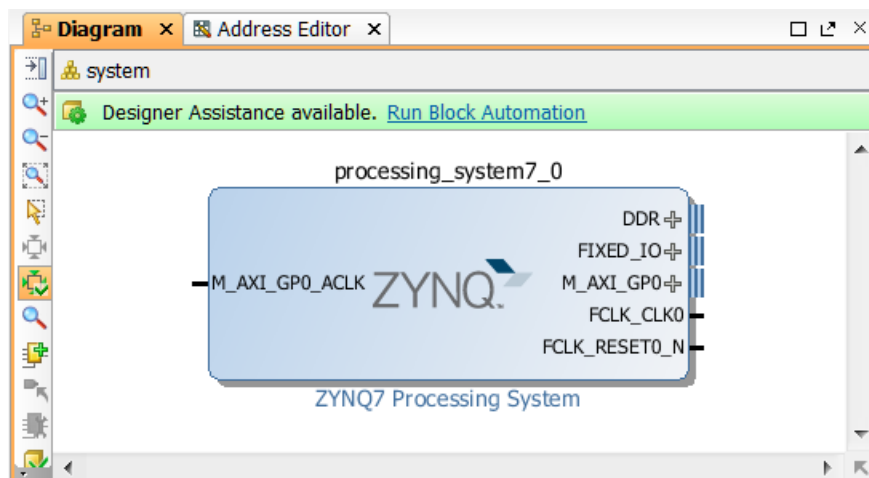 Diagram Address Editor
system
Designer Assistance available. Run Block Automation
processing_system7_0
DDR
FIXED_IO
M_AXI_GP0_ACLK ZYNQ M_AXI_GP0
FCLK_CLK0
FCLK_RESET0_N
ZYNQ7 Processing System